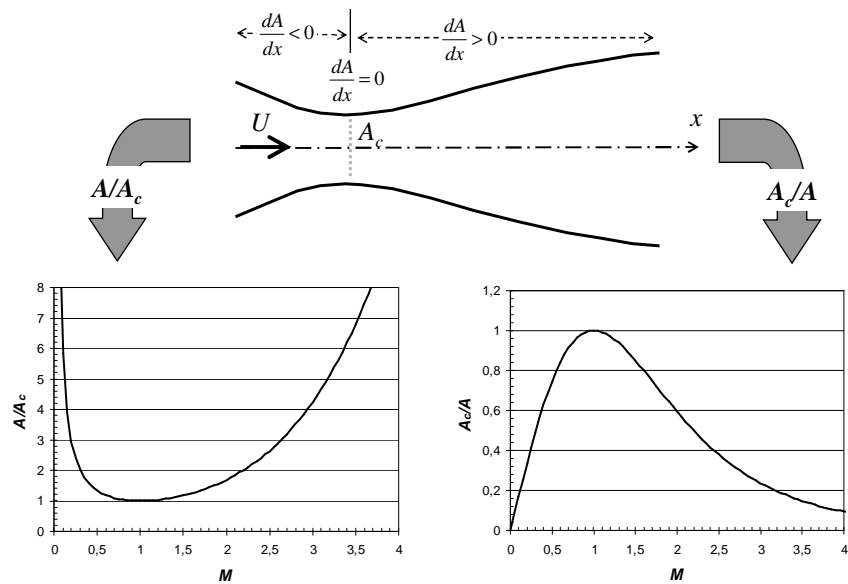 dA/dx < 0
dA/dx > 0
dA/dx = 0
U
A_c
x
A/A_c
A_c/A
8
7
6
5
4
3
2
1
0
A/A_c
0 0,5 1 1,5 2 2,5 3 3,5 4
M
1,2
1
0,8
0,6
0,4
0,2
0
A_c/A
0 0,5 1 1,5 2 2,5 3 3,5 4
M